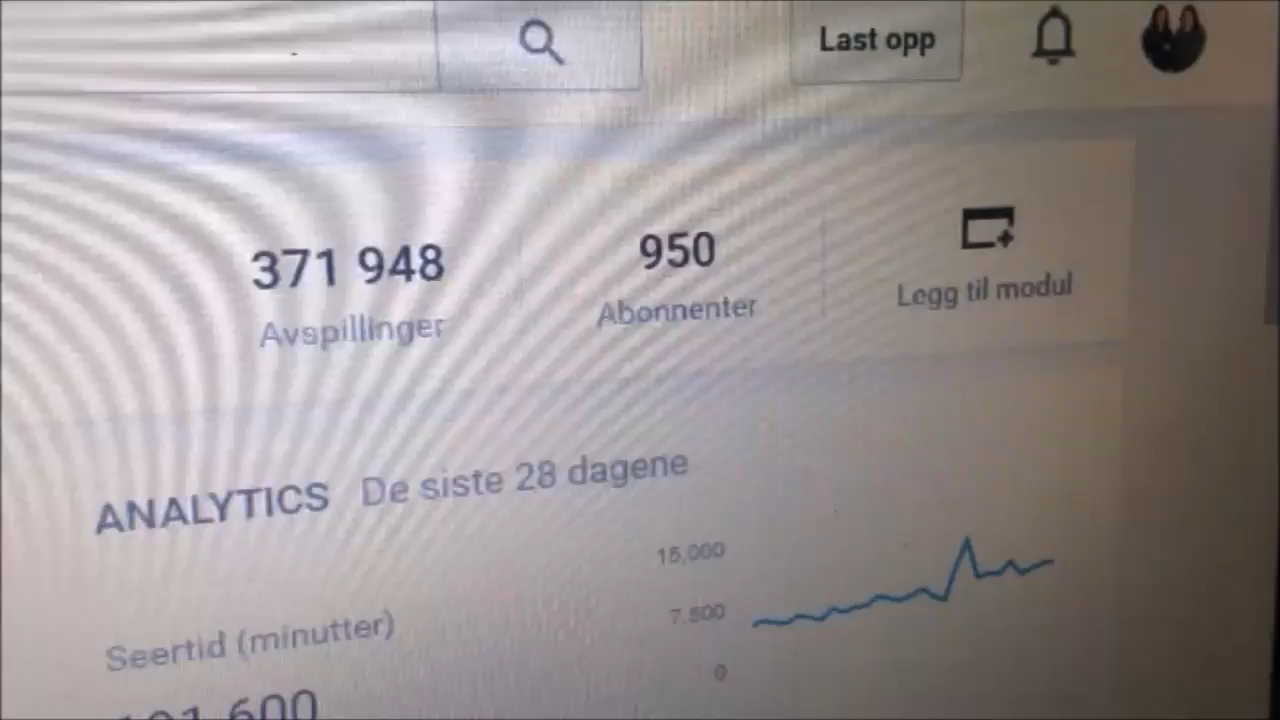 Last opp
371 948
950
Avspillinger
Abonnenter
Legg til modul
ANALYTICS De siste 28 dagene
15,000
7,500
0
Seertid (minutter)
600